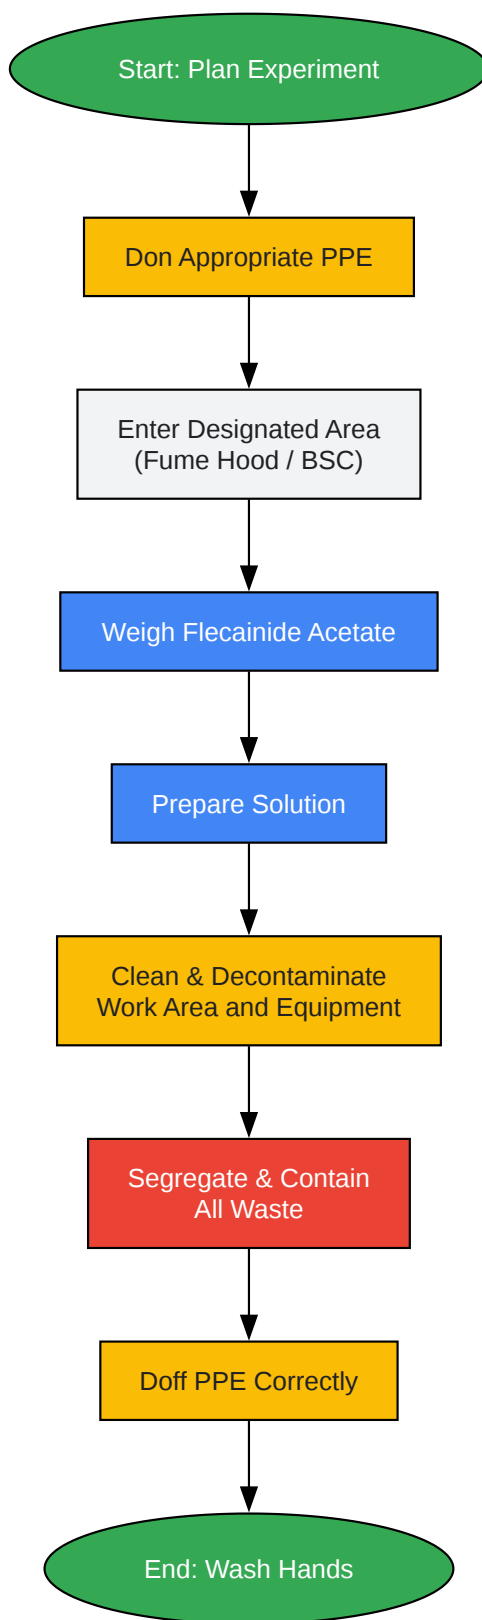 Start: Plan Experiment
Don Appropriate PPE
Enter Designated Area
(Fume Hood / BSC)
Weigh Flecainide Acetate
Prepare Solution
Clean & Decontaminate
Work Area and Equipment
Segregate & Contain
All Waste
Doff PPE Correctly
End: Wash Hands